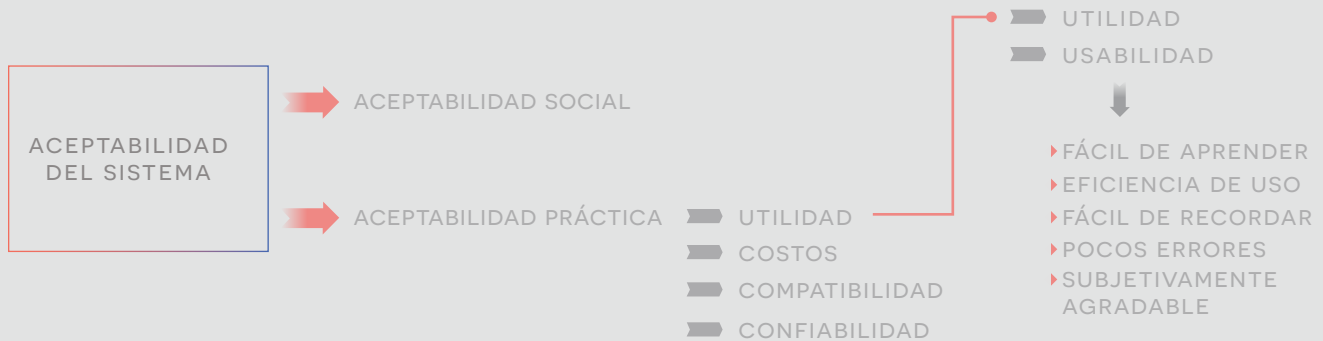 ACEPTABILIDAD
DEL SISTEMA
ACEPTABILIDAD SOCIAL
ACEPTABILIDAD PRÁCTICA
UTILIDAD
COSTOS
COMPATIBILIDAD
CONFIABILIDAD
UTILIDAD
USABILIDAD
FÁCIL DE APRENDER
EFICIENCIA DE USO
FÁCIL DE RECORDAR
POCOS ERRORES
SUBJETIVAMENTE
AGRADABLE